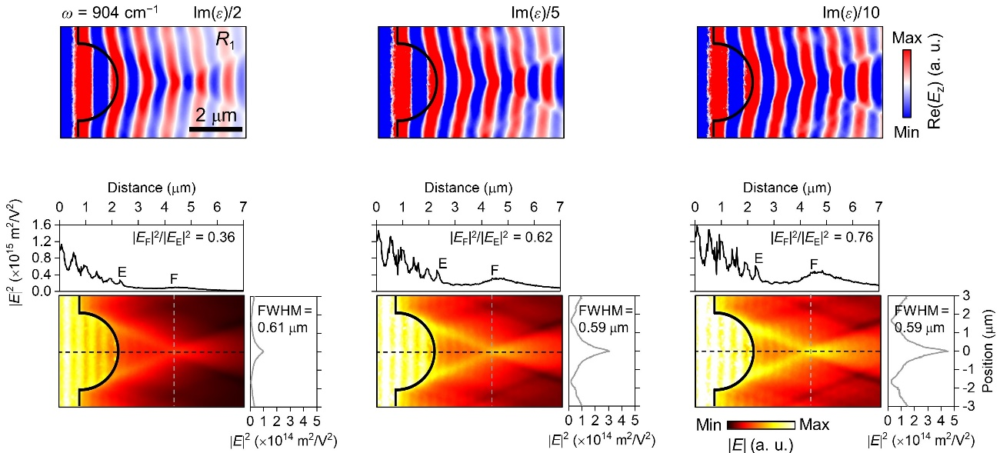 ω = 904 cm⁻¹ Im(ε)/2 Im(ε)/5 Im(ε)/10
R₁
2 μm
Max
Min
Re(E_z) (a. u.)
Distance (μm) Distance (μm) Distance (μm)
0 1 2 3 4 5 6 7 0 1 2 3 4 5 6 7 0 1 2 3 4 5 6 7
|E|² (×10¹⁵ m²/V²)
1.6
1.2
0.8
0.4
0.0
|E_F|²/|E_E|² = 0.36
E
F
|E_F|²/|E_E|² = 0.62
E
F
|E_F|²/|E_E|² = 0.76
E
F
FWHM =
0.61 μm
FWHM =
0.59 μm
FWHM =
0.59 μm
3
2
1
0
-1
-2
-3
Position (μm)
0 1 2 3 4 5 0 1 2 3 4 5 0 1 2 3 4 5
|E|² (×10¹⁴ m²/V²) |E|² (×10¹⁴ m²/V²) |E|² (×10¹⁴ m²/V²)
Min Max
|E| (a. u.)